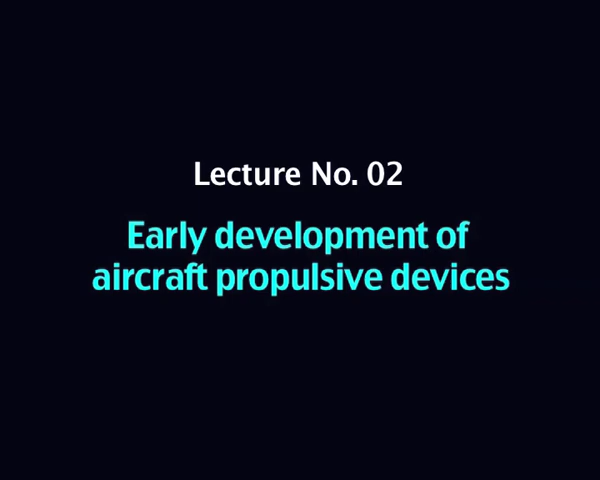 Lecture No. 02
Early development of
aircraft propulsive devices